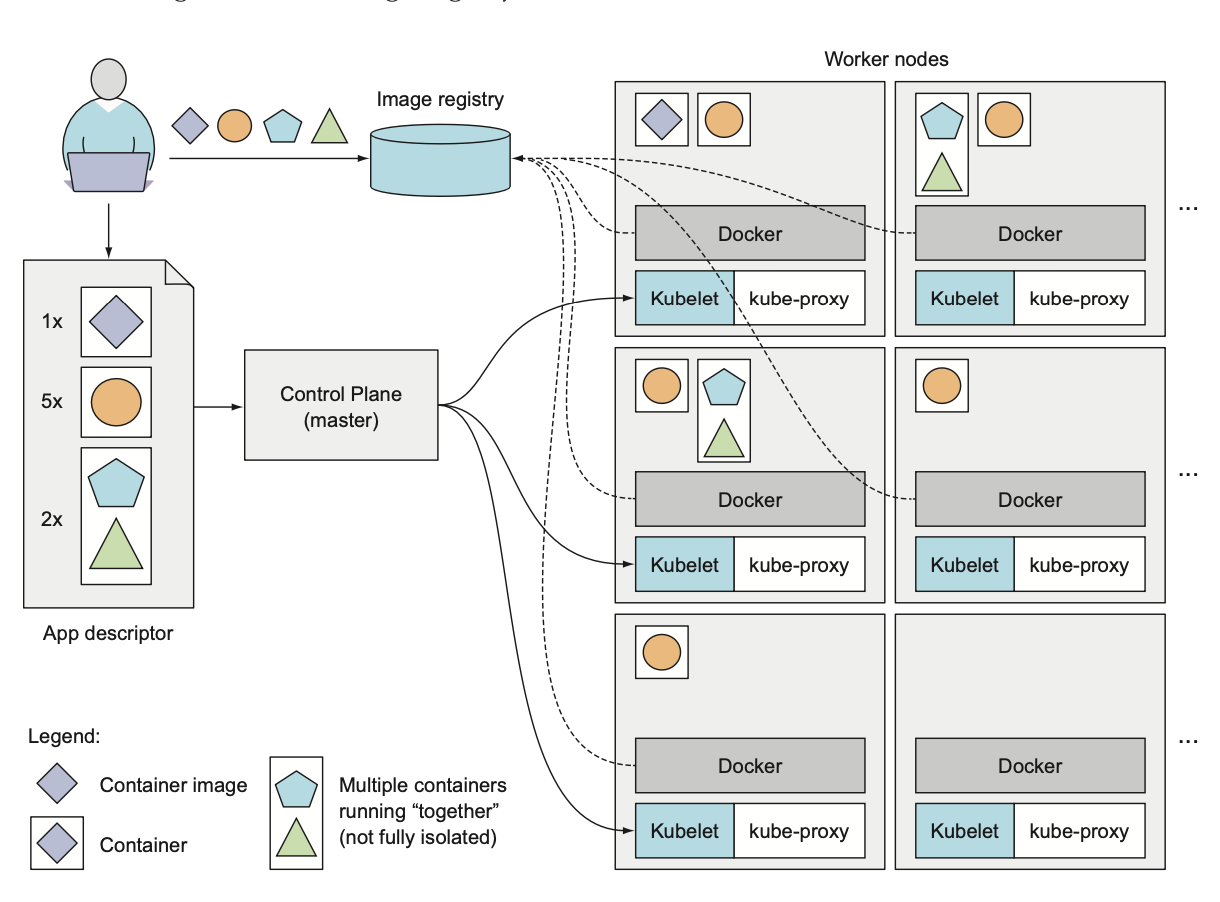 Worker nodes
Image registry
Docker
Kubelet
kube-proxy
Docker
Kubelet
kube-proxy
...
1x
5x
2x
App descriptor
Control Plane
(master)
Docker
Kubelet
kube-proxy
Docker
Kubelet
kube-proxy
...
Docker
Kubelet
kube-proxy
Docker
Kubelet
kube-proxy
...
Legend:
Container image
Container
Multiple containers
running “together”
(not fully isolated)